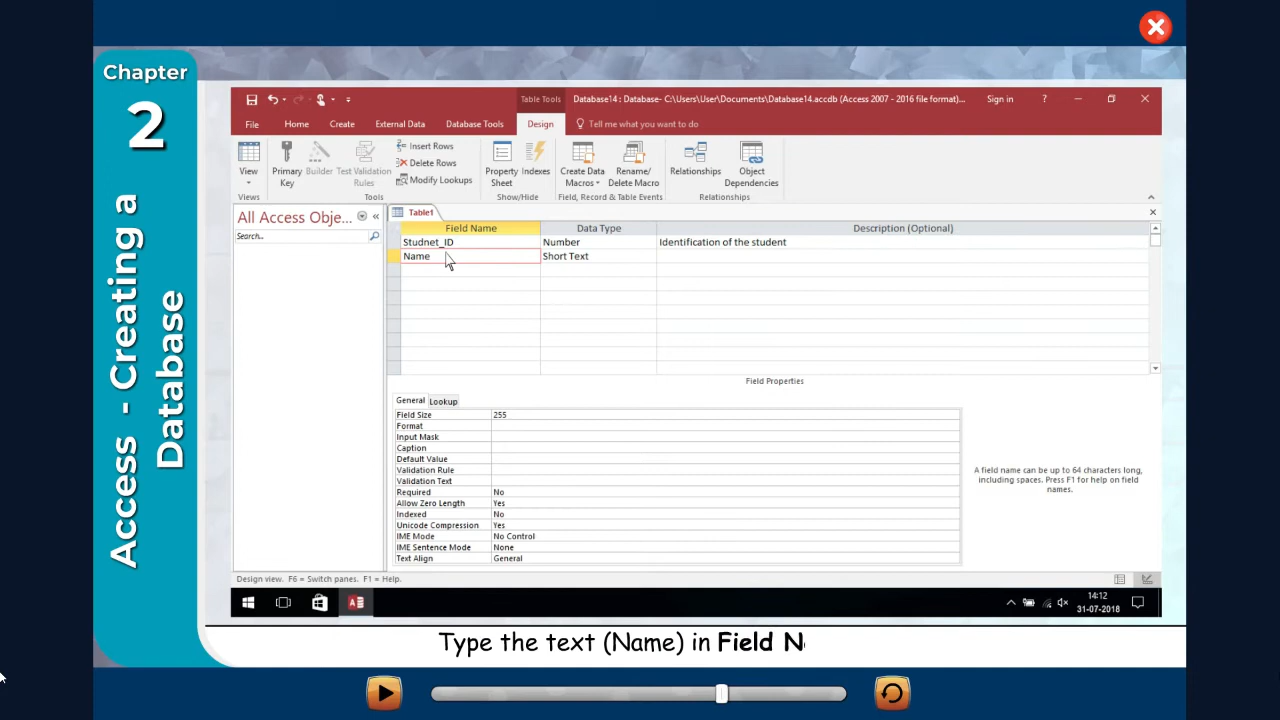 Chapter
2
Access - Creating a
Database
Table Tools
Database14 : Database- C:\Users\User\Documents\Database14.accdb (Access 2007 - 2016 file format)...
Sign in
?
File
Home
Create
External Data
Database Tools
Design
Tell me what you want to do
View
Primary
Key
Builder
Test Validation
Rules
Insert Rows
Delete Rows
Modify Lookups
Property
Sheet
Indexes
Create Data
Macros
Rename/
Delete Macro
Relationships
Object
Dependencies
Views
Tools
Show/Hide
Field, Record & Table Events
Relationships
All Access Obje...
Search...
Table1
Field Name Data Type Description (Optional)
Studnet_ID Number Identification of the student
Name Short Text
Field Properties
General Lookup
Field Size 255
Format
Input Mask
Caption
Default Value
Validation Rule
Validation Text
Required No
Allow Zero Length Yes
Indexed No
Unicode Compression Yes
IME Mode No Control
IME Sentence Mode None
Text Align General
A field name can be up to 64 characters long,
including spaces. Press F1 for help on field
names.
Design view. F6 = Switch panes. F1 = Help.
14:12
31-07-2018
Type the text (Name) in Field N